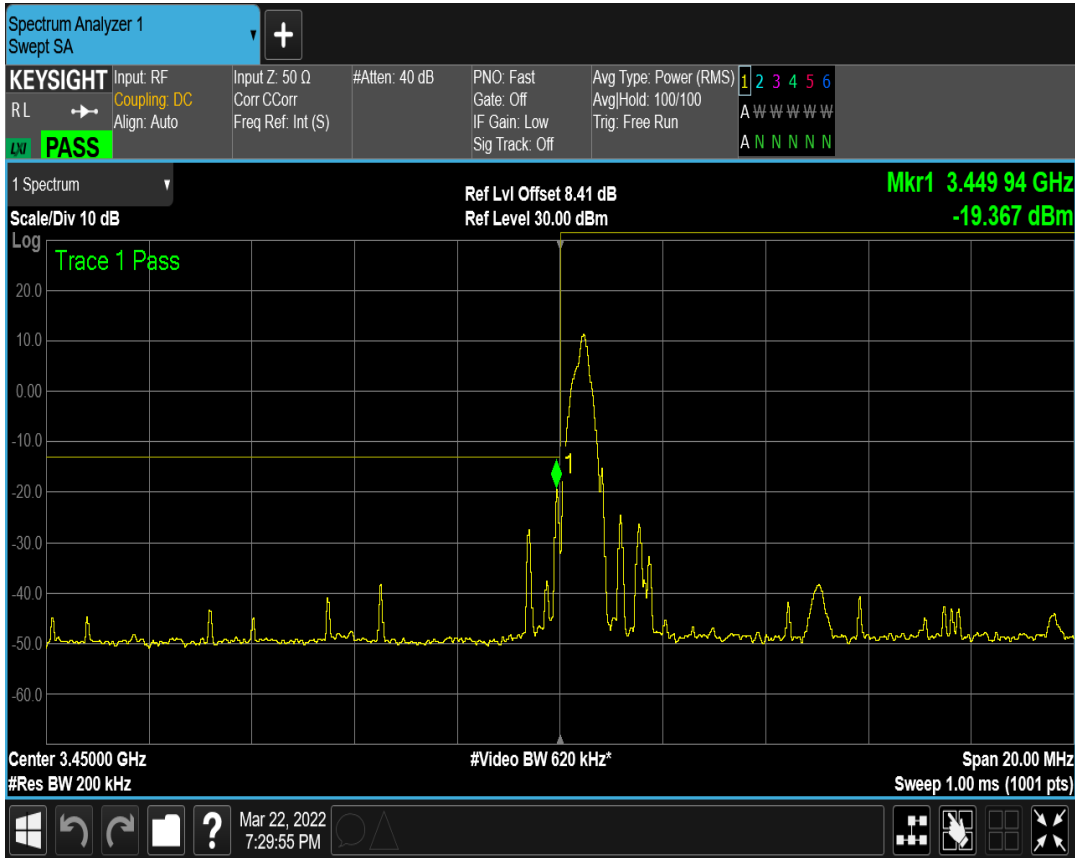 Spectrum Analyzer 1
Swept SA
KEYSIGHT
R L
LXI PASS
Input: RF
Coupling: DC
Align: Auto
Input Z: 50 Ω
Corr CCorr
Freq Ref: Int (S)
#Atten: 40 dB
PNO: Fast
Gate: Off
IF Gain: Low
Sig Track: Off
Avg Type: Power (RMS)
Avg|Hold: 100/100
Trig: Free Run
1 2 3 4 5 6
A W W W W W
A N N N N N
1 Spectrum
Scale/Div 10 dB
Ref Lvl Offset 8.41 dB
Ref Level 30.00 dBm
Mkr1 3.449 94 GHz
-19.367 dBm
Log
Trace 1 Pass
20.0
10.0
0.00
-10.0
1
-20.0
-30.0
-40.0
-50.0
-60.0
Center 3.45000 GHz
#Res BW 200 kHz
#Video BW 620 kHz*
Span 20.00 MHz
Sweep 1.00 ms (1001 pts)
Mar 22, 2022
7:29:55 PM